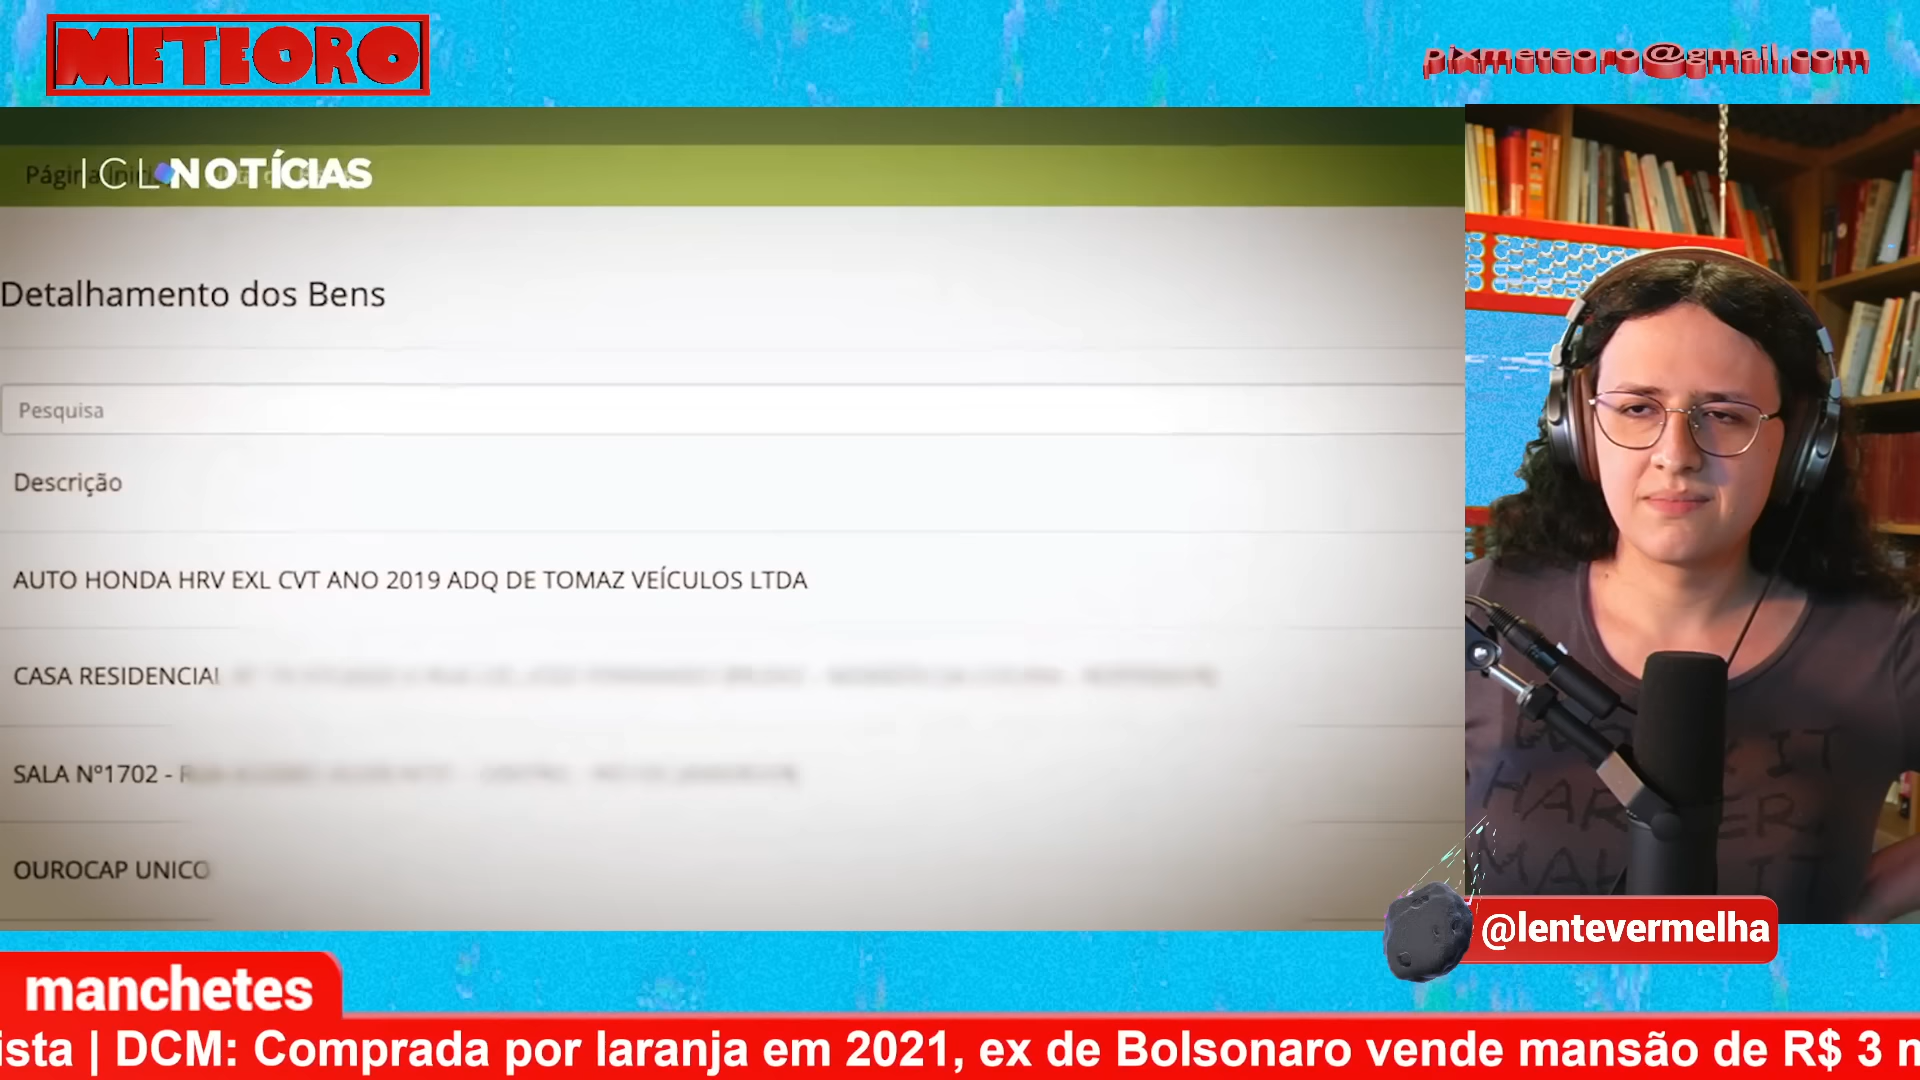 METEORO
pixmeteoro@gmail.com
ICL NOTÍCIAS
Detalhamento dos Bens
Pesquisa
Descrição
AUTO HONDA HRV EXL CVT ANO 2019 ADQ DE TOMAZ VEÍCULOS LTDA
CASA RESIDENCIAL
SALA Nº1702 -
OUROCAP UNICO
HARDER
IT
@lentevermelha
manchetes
ista | DCM: Comprada por laranja em 2021, ex de Bolsonaro vende mansão de R$ 3 m